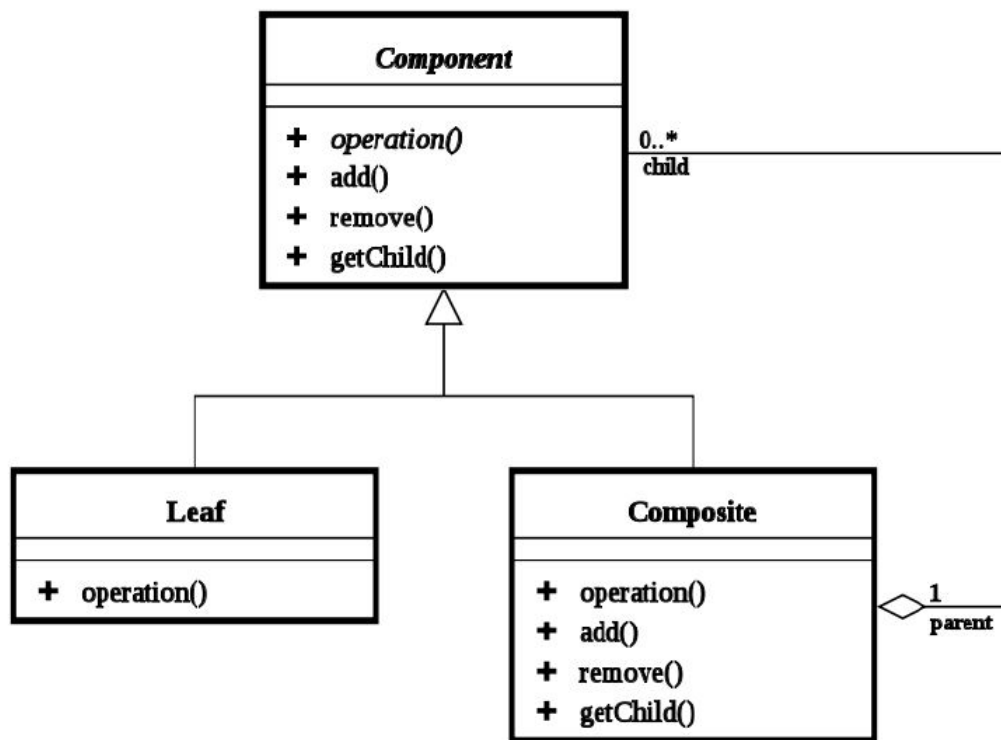 Component
+ operation()
+ add()
+ remove()
+ getChild()
0..*
child
Leaf
+ operation()
Composite
+ operation()
+ add()
+ remove()
+ getChild()
1
parent